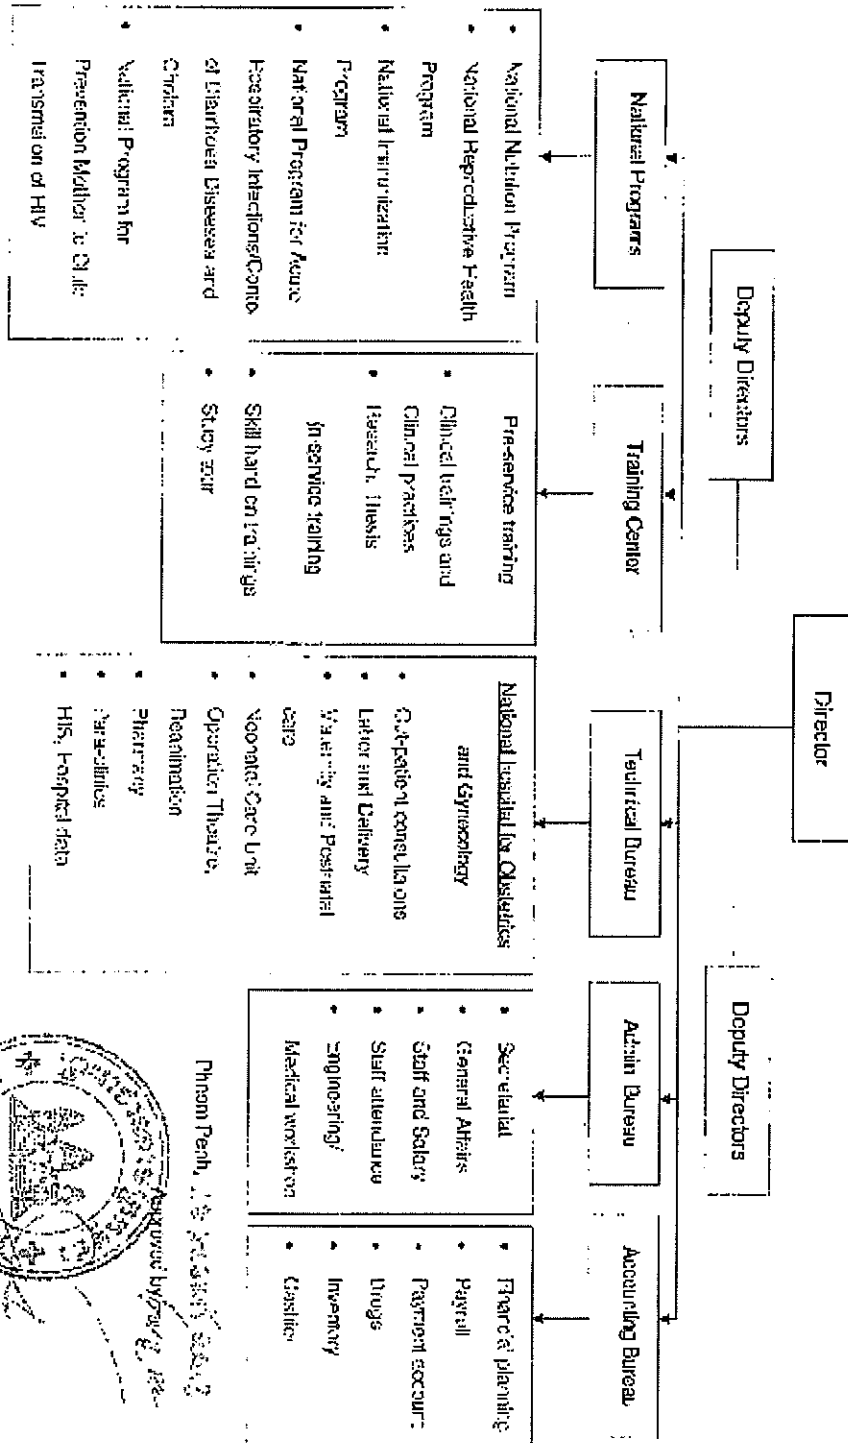 Director
Deputy Directors
Deputy Directors
National Programs
Training Center
Technical Bureau
Admin Bureau
Accounting Bureau
• National Nutrition Program
• National Reproductive Health
Program
• National Immunization
Program
• National Program for Acute
Respiratory Infections/Conto
of Diarrhoea Diseases and
Cholera
• National Program for
Prevention Mother to Child
Transmision of HIV
Pre-service training
• Clinical trainings and
Clinical practices
• Research, Thesis
In-service training
• Skill hand on trainings
• Study tour
National hospital for Obstetrics
and Gynecology
• Out-patient consultations
• Labor and Delivery
• Maternity and Postnatal
care
• Neonatal Care Unit
• Operation Theatre,
Reanimation
• Pharmacy
• Para-clinics
• HIS, Hospital data
• Secretariat
• General Affairs
• Staff and Salary
• Staff attendance
• Engineering/
Medical workshop
• Financial planning
• Payroll
• Payment account
• Drugs
• Inventory
• Cashier
Phnom Penh,
Approved by